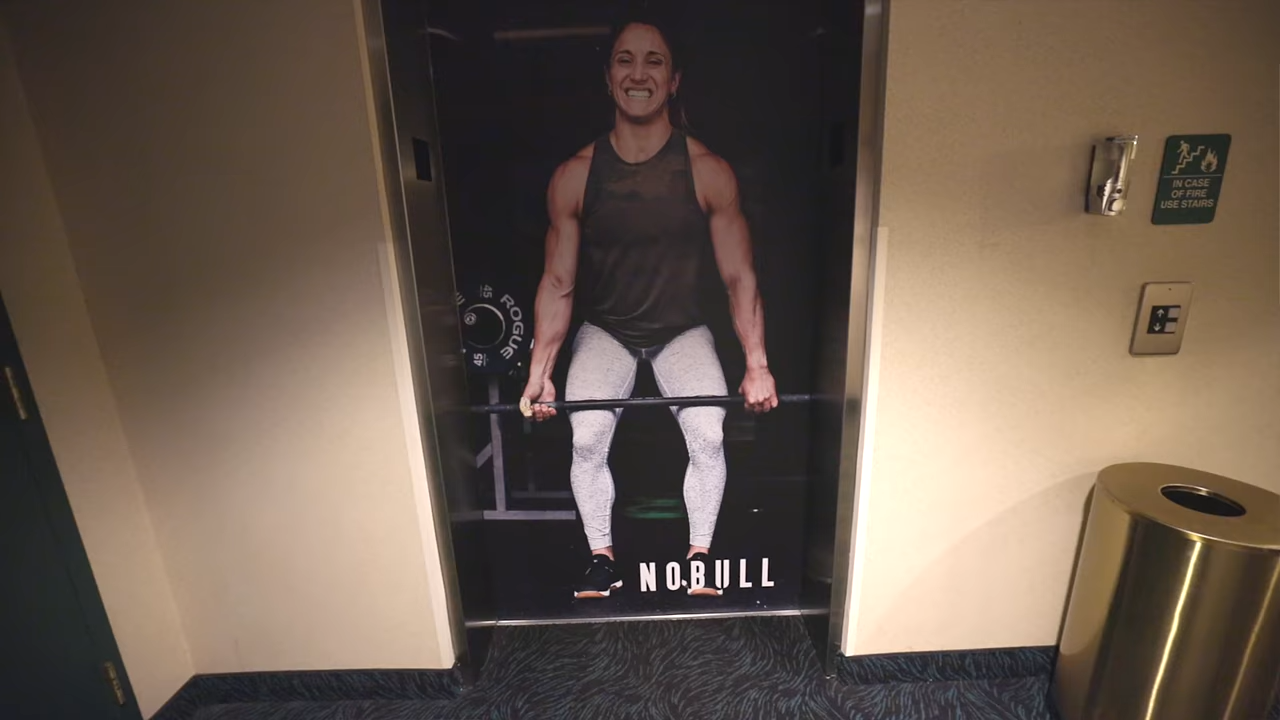 45
ROGUE
45
NOBULL
IN CASE
OF FIRE
USE STAIRS